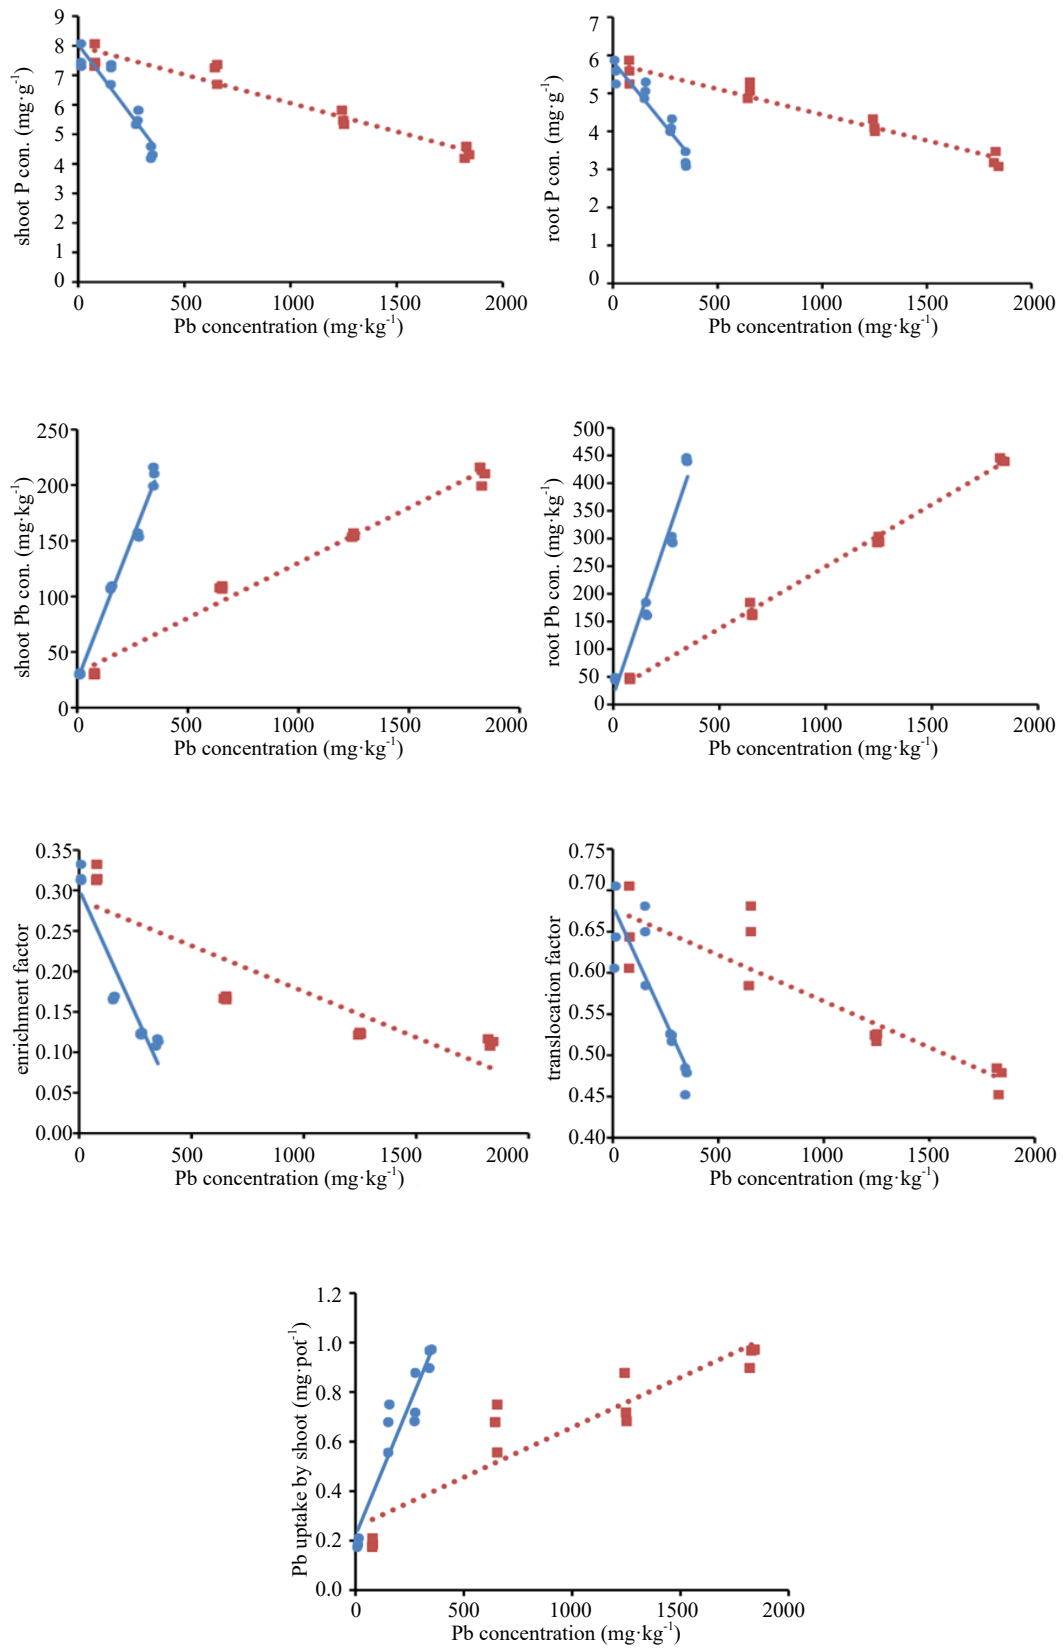 shoot P con. (mg·g-1)
9
8
7
6
5
4
3
2
1
0
0 500 1000 1500 2000
Pb concentration (mg·kg-1)
root P con. (mg·g-1)
7
6
5
4
3
2
1
0
0 500 1000 1500 2000
Pb concentration (mg·kg-1)
shoot Pb con. (mg·kg-1)
250
200
150
100
50
0
0 500 1000 1500 2000
Pb concentration (mg·kg-1)
root Pb con. (mg·kg-1)
500
450
400
300
250
200
150
100
50
0
0 500 1000 1500 2000
Pb concentration (mg·kg-1)
enrichment factor
0.35
0.30
0.25
0.20
0.15
0.10
0.05
0.00
0 500 1000 1500 2000
Pb concentration (mg·kg-1)
translocation factor
0.75
0.70
0.65
0.60
0.55
0.50
0.45
0.40
0 500 1000 1500 2000
Pb concentration (mg·kg-1)
Pb uptake by shoot (mg·pot-1)
1.2
1.0
0.8
0.6
0.4
0.2
0.0
0 500 1000 1500 2000
Pb concentration (mg·kg-1)